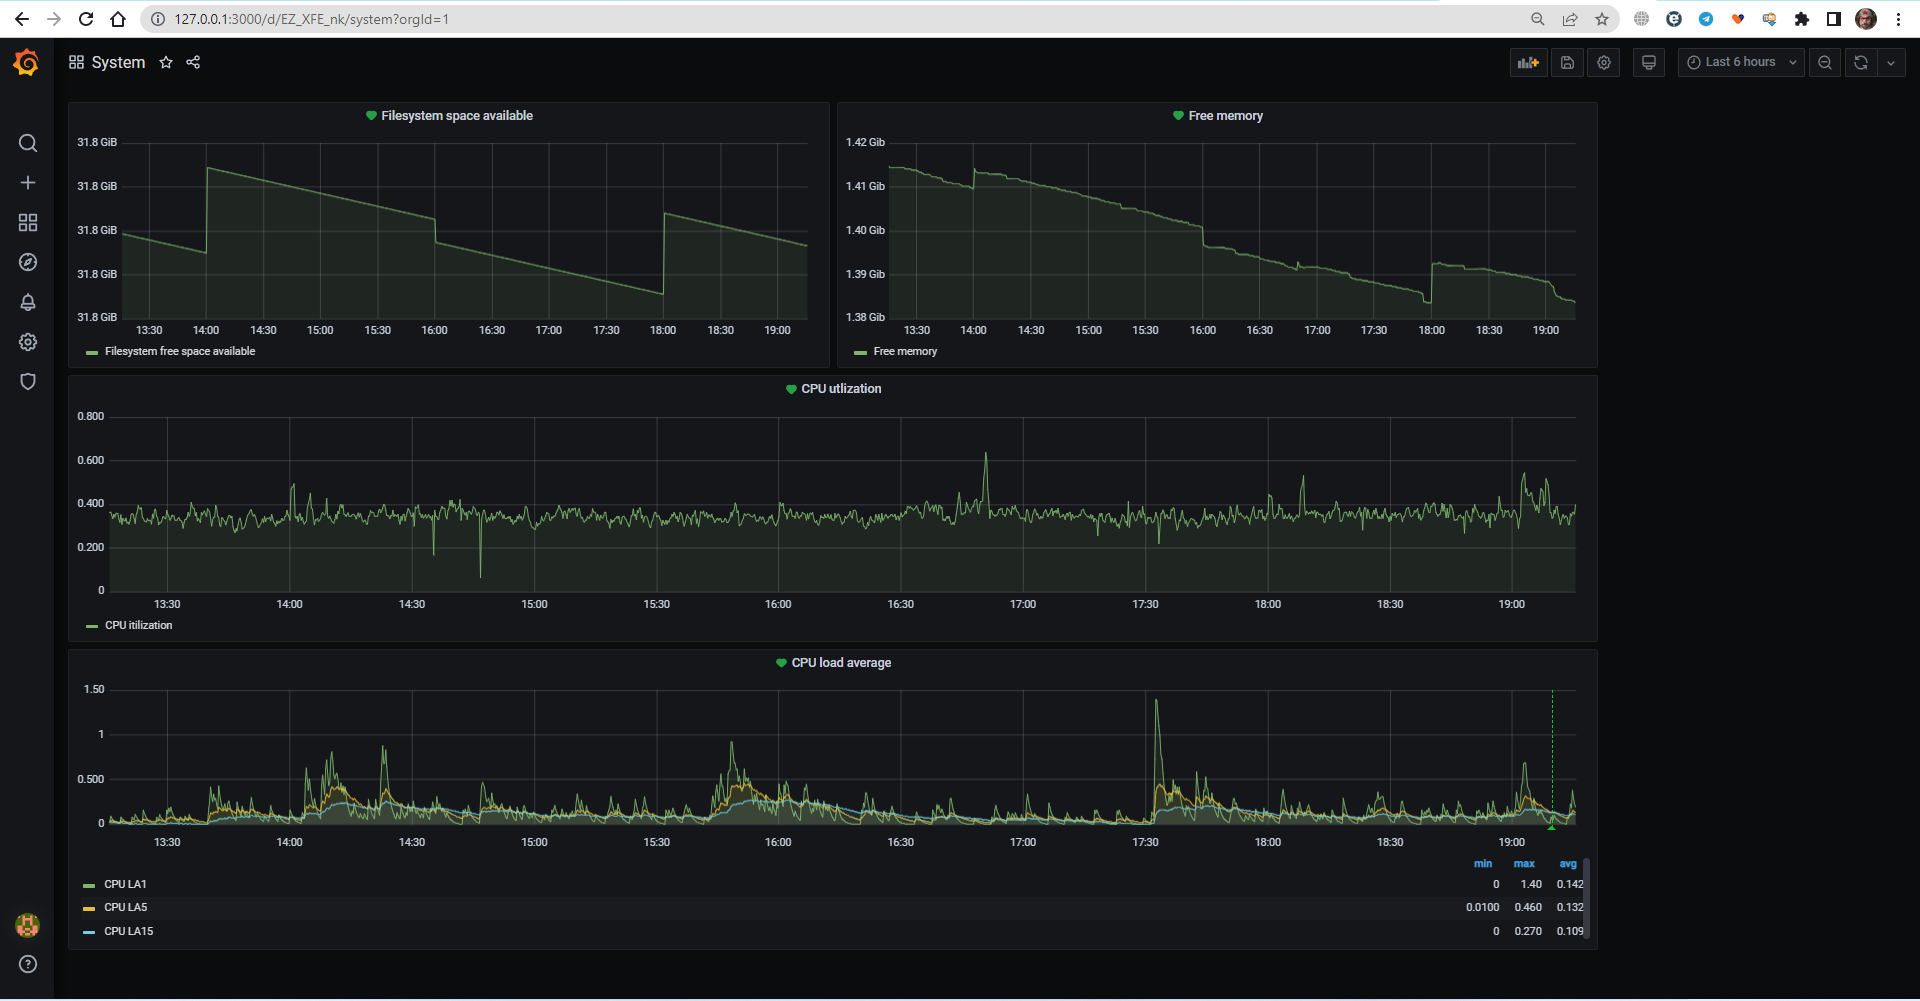 127.0.0.1:3000/d/EZ_XFE_nk/system?orgId=1
System
Last 6 hours
Filesystem space available
31.8 GiB
31.8 GiB
31.8 GiB
31.8 GiB
31.8 GiB
13:30 14:00 14:30 15:00 15:30 16:00 16:30 17:00 17:30 18:00 18:30 19:00
Filesystem free space available
Free memory
1.42 Gib
1.41 Gib
1.40 Gib
1.39 Gib
1.38 Gib
13:30 14:00 14:30 15:00 15:30 16:00 16:30 17:00 17:30 18:00 18:30 19:00
Free memory
CPU utlization
0.800
0.600
0.400
0.200
0
13:30 14:00 14:30 15:00 15:30 16:00 16:30 17:00 17:30 18:00 18:30 19:00
CPU itilization
CPU load average
1.50
1
0.500
0
13:30 14:00 14:30 15:00 15:30 16:00 16:30 17:00 17:30 18:00 18:30 19:00
min max avg
CPU LA1 0 1.40 0.142
CPU LA5 0.0100 0.460 0.132
CPU LA15 0 0.270 0.109